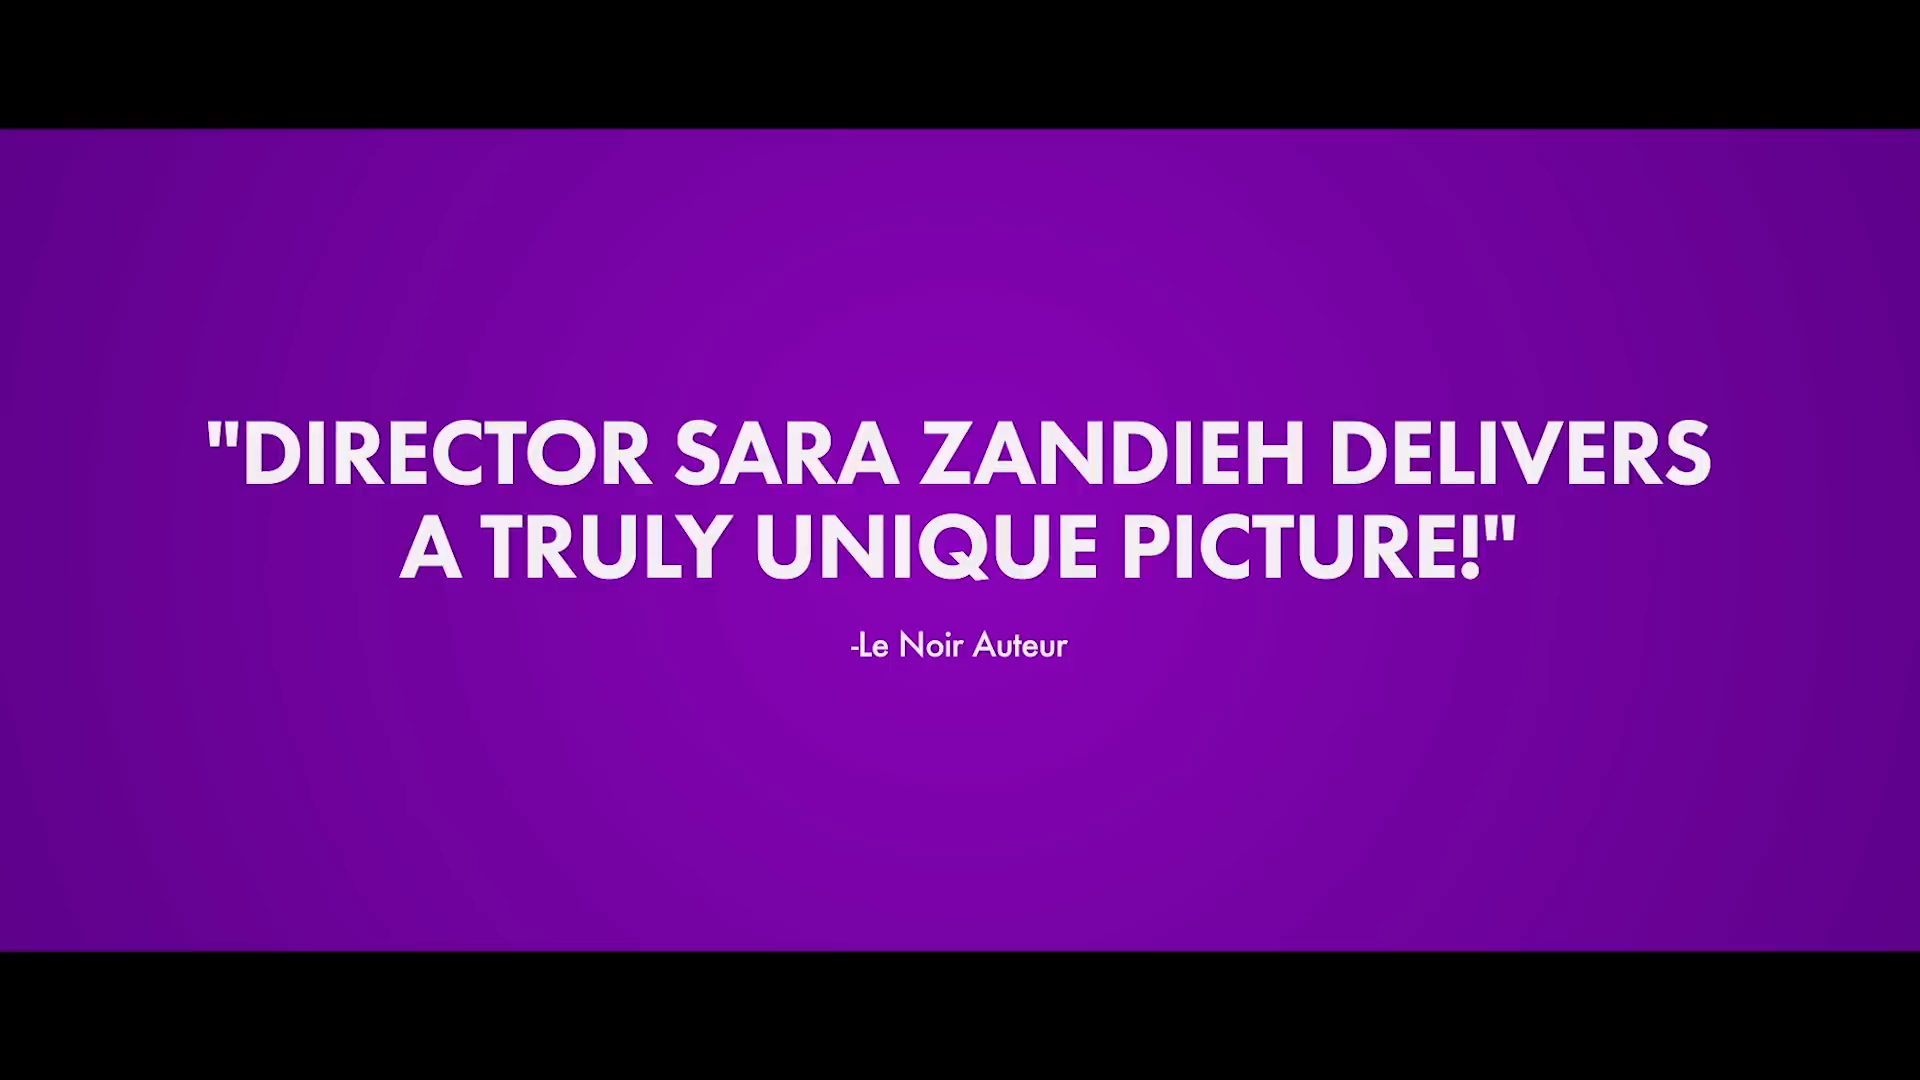 "DIRECTOR SARA ZANDIEH DELIVERS
A TRULY UNIQUE PICTURE!"
-Le Noir Auteur